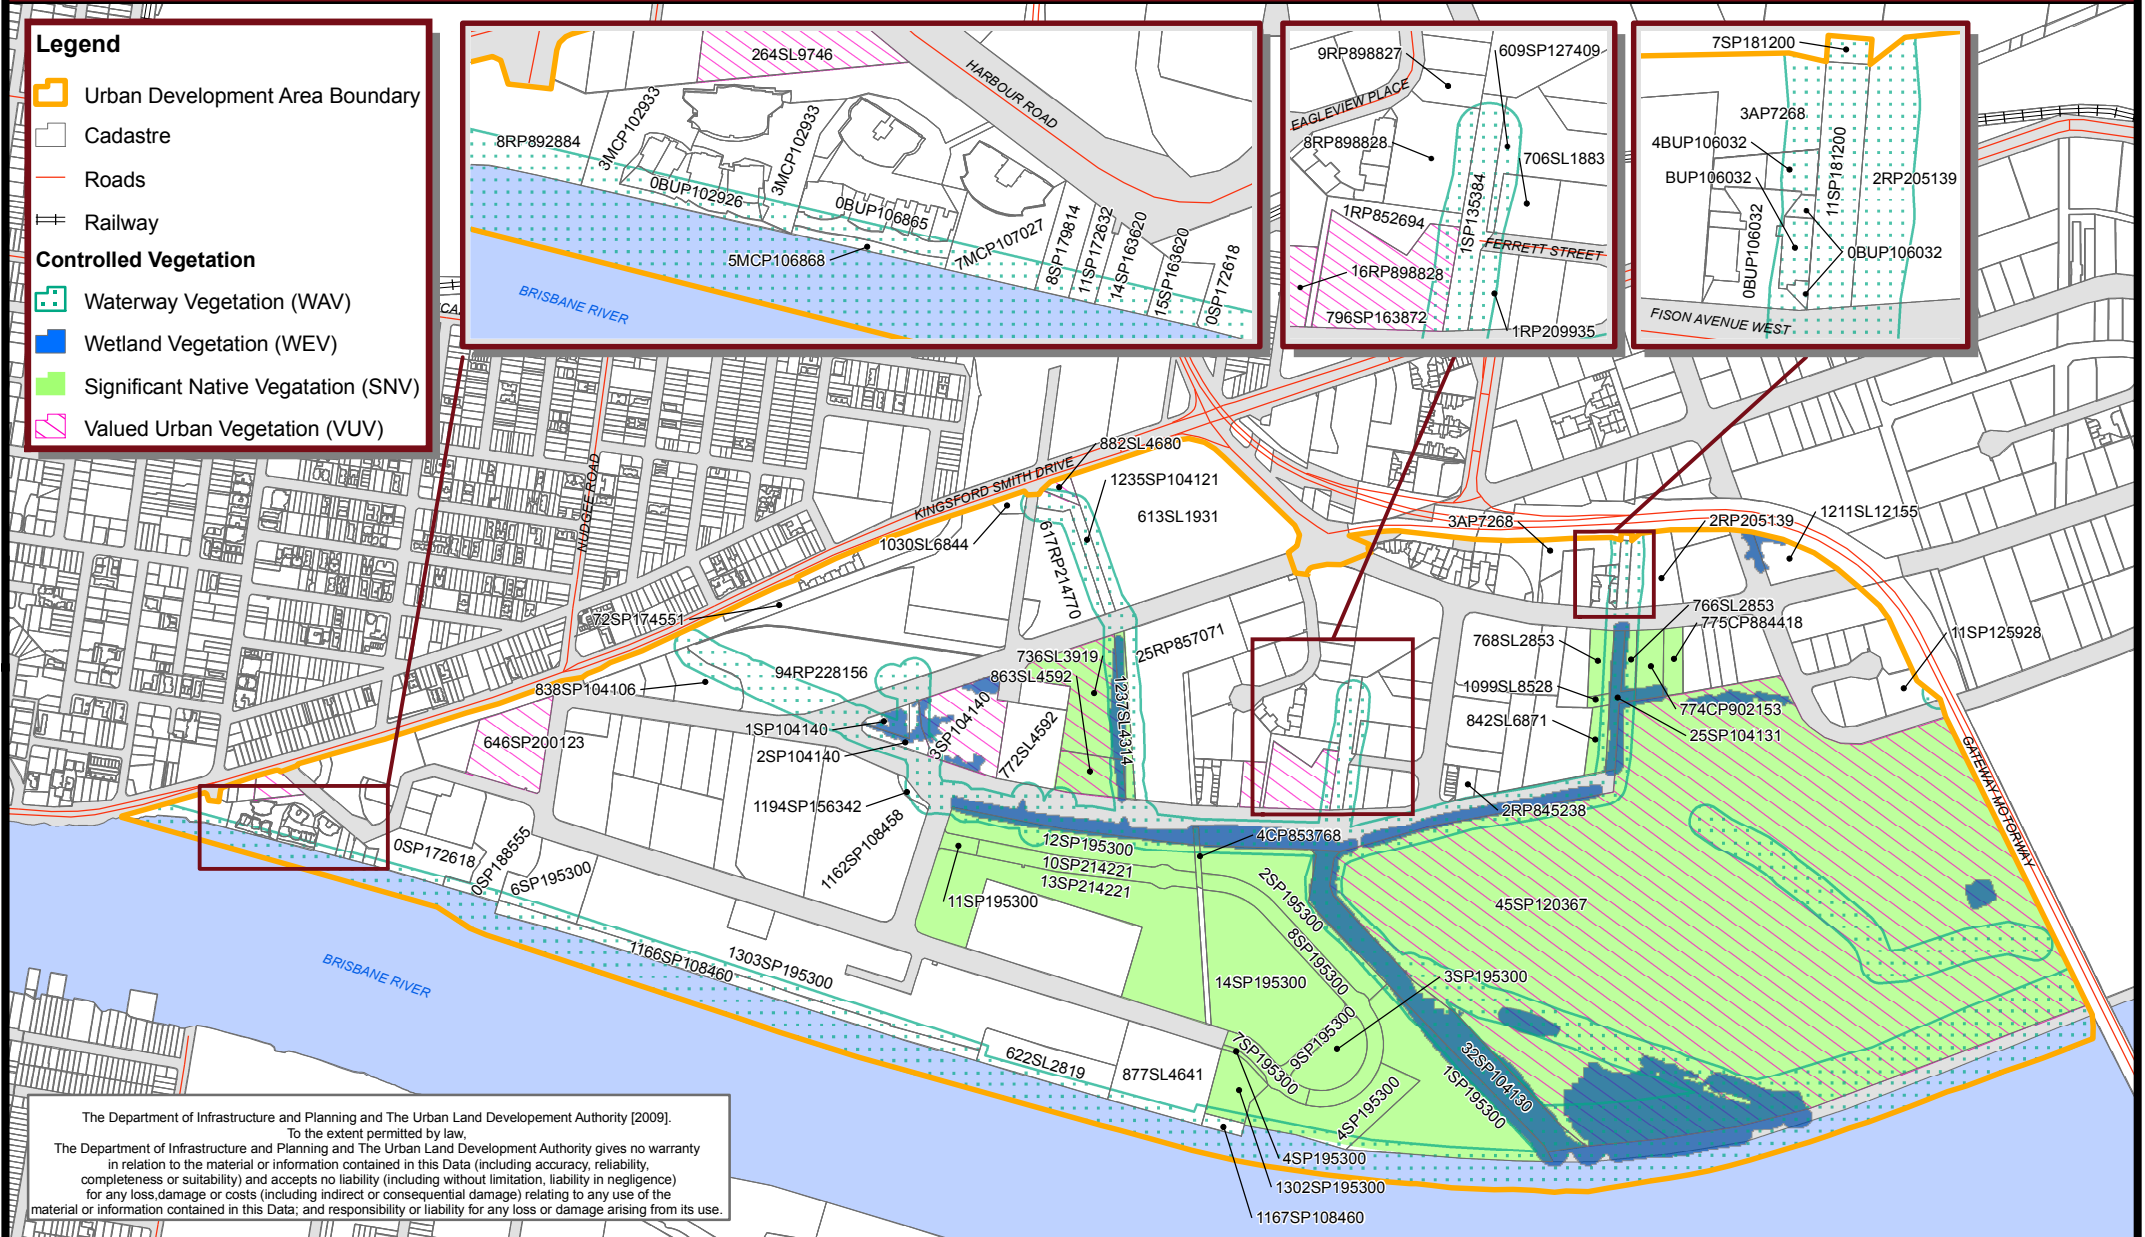 Legend
Urban Development Area Boundary
Cadastre
Roads
Railway
Controlled Vegetation
Waterway Vegetation (WAV)
Wetland Vegetation (WEV)
Significant Native Vegatation (SNV)
Valued Urban Vegetation (VUV)
264SL9746
HARBOUR ROAD
3MCP102933
3MCP102933
8RP892884
0BUP102926
0BUP106865
5MCP106868
7MCP107027
8SP179814
11SP172632
14SP163620
15SP163620
0SP172618
BRISBANE RIVER
9RP898827
609SP127409
EAGLEVIEW PLACE
8RP898828
706SL1883
1SP135384
1RP852694
FERRETT STREET
16RP898828
796SP163872
1RP209935
7SP181200
3AP7268
4BUP106032
11SP181200
BUP106032
2RP205139
0BUP106032
0BUP106032
FISON AVENUE WEST
CA
NUDGEE ROAD
KINGSFORD SMITH DRIVE
882SL4680
1235SP104121
613SL1931
1030SL6844
617RP214770
3AP7268
2RP205139
1211SL12155
72SP174551
766SL2853
775CP884418
768SL2853
11SP125928
736SL3919
25RP857071
863SL4592
94RP228156
838SP104106
1099SL8528
774CP902153
842SL6871
25SP104131
1SP104140
2SP104140
3SP104140
772SL4592
1237SL4314
646SP200123
GATEWAY MOTORWAY
1194SP156342
1162SP108458
2RP845238
4CP853768
12SP195300
10SP214221
13SP214221
0SP172618
0SP188555
6SP195300
11SP195300
2SP195300
45SP120367
8SP195300
3SP195300
1166SP108460
1303SP195300
14SP195300
BRISBANE RIVER
7SP195300
9SP195300
622SL2819
877SL4641
32SP104130
1SP195300
4SP195300
4SP195300
1302SP195300
1167SP108460
The Department of Infrastructure and Planning and The Urban Land Developement Authority [2009].
To the extent permitted by law,
The Department of Infrastructure and Planning and The Urban Land Development Authority gives no warranty
in relation to the material or information contained in this Data (including accuracy, reliability,
completeness or suitability) and accepts no liability (including without limitation, liability in negligence)
for any loss,damage or costs (including indirect or consequential damage) relating to any use of the
material or information contained in this Data; and responsibility or liability for any loss or damage arising from its use.